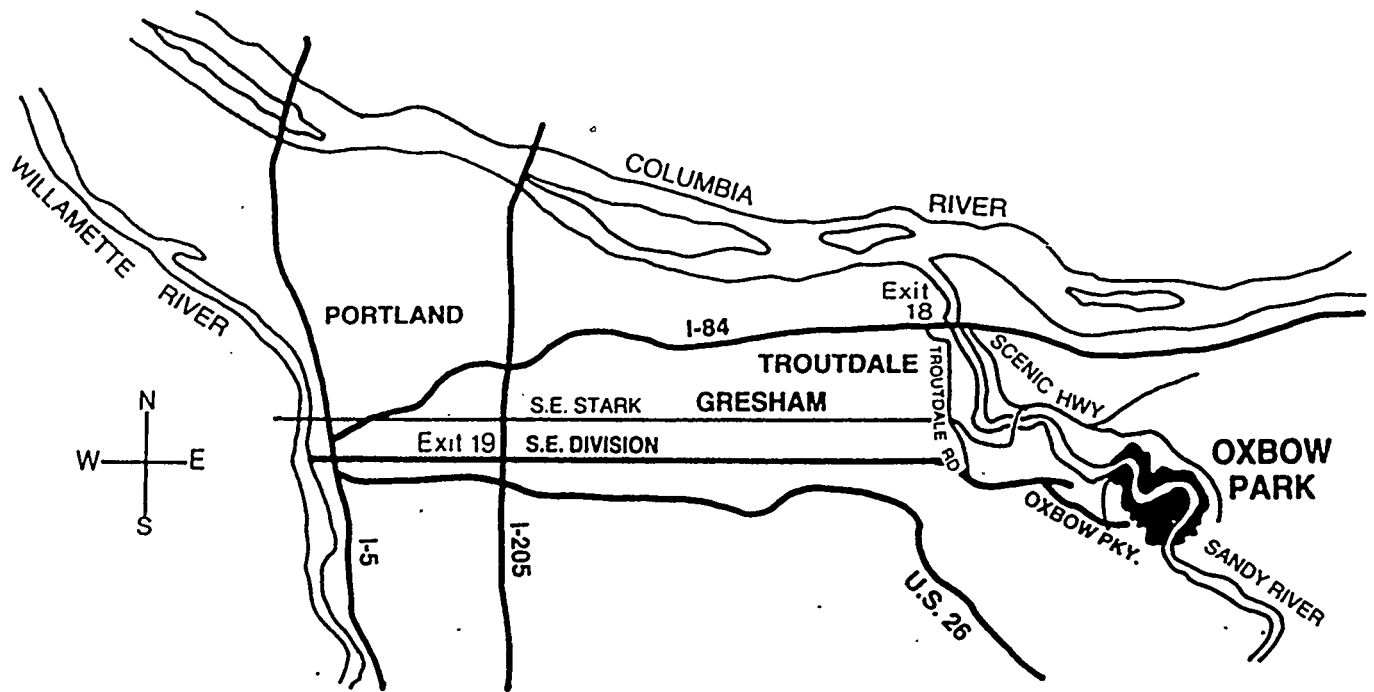 COLUMBIA RIVER
WILLAMETTE RIVER
Exit
18
PORTLAND
I-84
TROUTDALE
TROUTDALE RD
SCENIC HWY
S.E. STARK
GRESHAM
Exit 19
S.E. DIVISION
N
W E
S
OXBOW
PARK
OXBOW PKY.
SANDY RIVER
I-5
I-205
U.S. 26